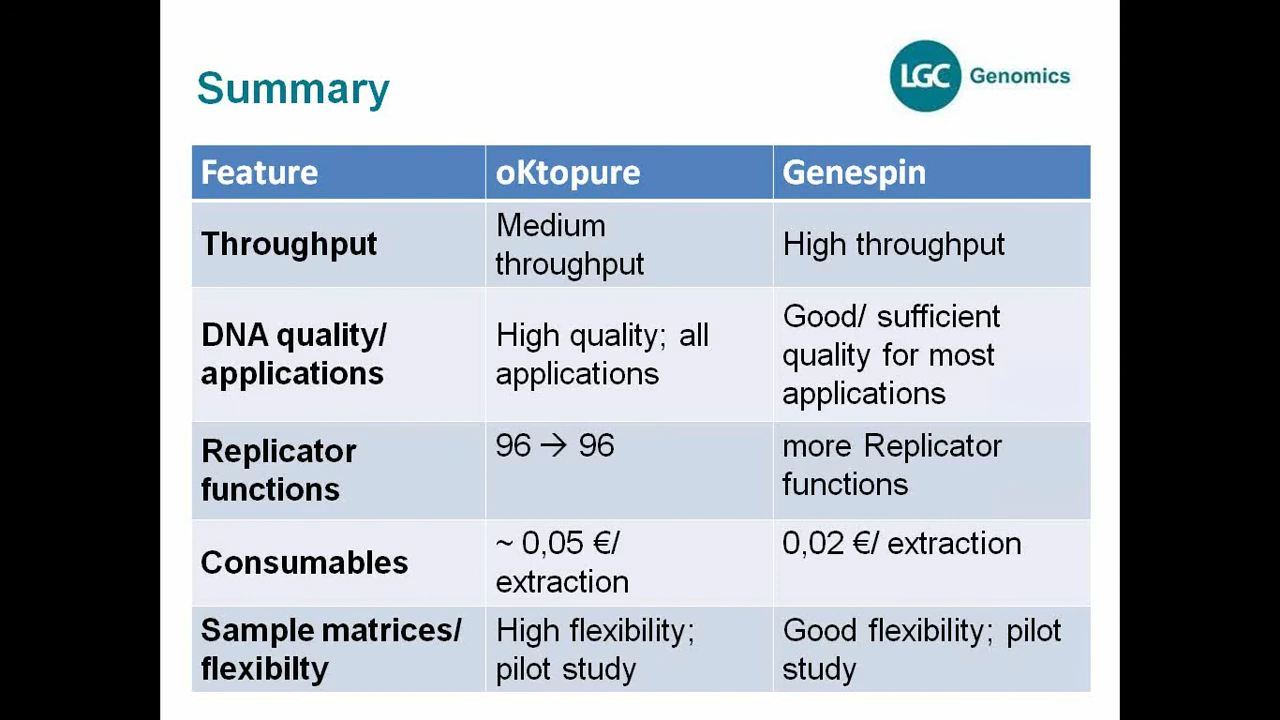 Summary
LGC Genomics
Feature
oKtopure
Genespin
Throughput
Medium
throughput
High throughput
DNA quality/
applications
High quality; all
applications
Good/ sufficient
quality for most
applications
Replicator
functions
96 → 96
more Replicator
functions
Consumables
~ 0,05 €/
extraction
0,02 €/ extraction
Sample matrices/
flexibilty
High flexibility;
pilot study
Good flexibility; pilot
study